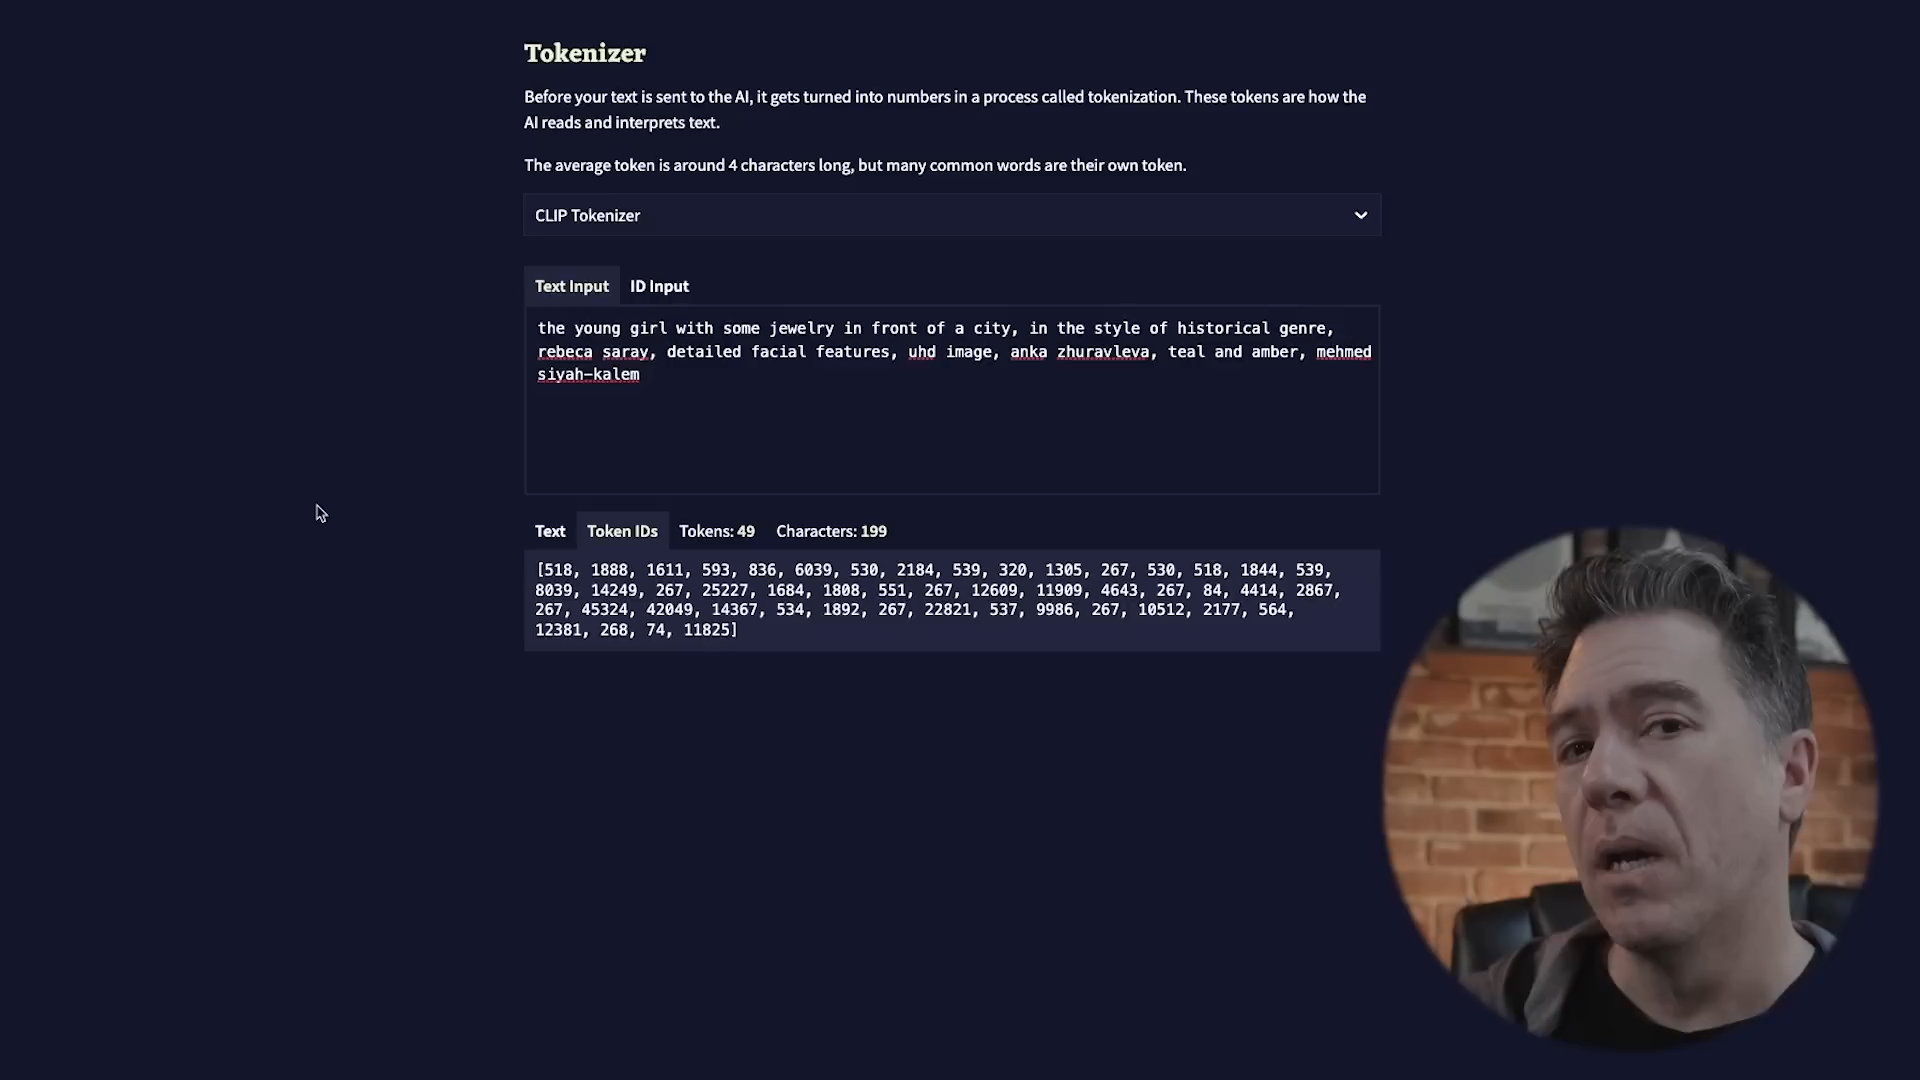 Tokenizer
Before your text is sent to the AI, it gets turned into numbers in a process called tokenization. These tokens are how the
AI reads and interprets text.
The average token is around 4 characters long, but many common words are their own token.
CLIP Tokenizer
Text Input ID Input
the young girl with some jewelry in front of a city, in the style of historical genre,
rebeca saray, detailed facial features, uhd image, anka zhuravleva, teal and amber, mehmed
siyah-kalem
Text Token IDs Tokens: 49 Characters: 199
[518, 1888, 1611, 593, 836, 6039, 530, 2184, 539, 320, 1305, 267, 530, 518, 1844, 539,
8039, 14249, 267, 25227, 1684, 1808, 551, 267, 12609, 11909, 4643, 267, 84, 4414, 2867,
267, 45324, 42049, 14367, 534, 1892, 267, 22821, 537, 9986, 267, 10512, 2177, 564,
12381, 268, 74, 11825]